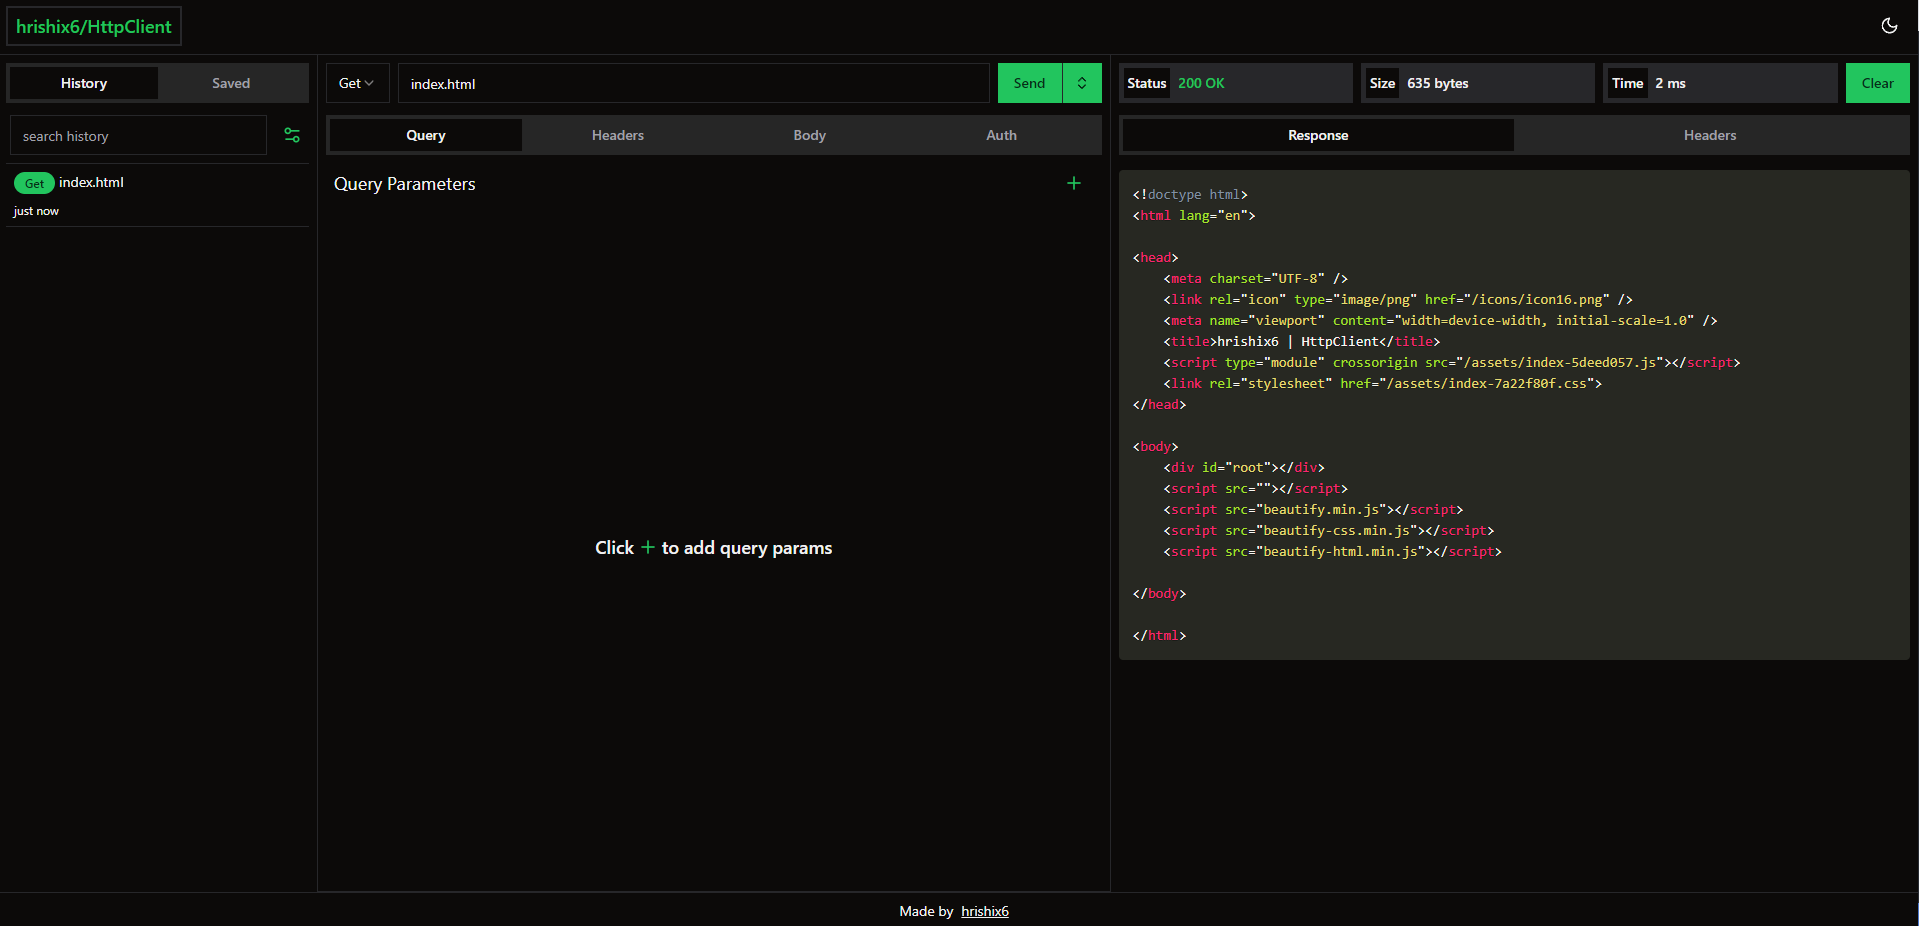 hrishix6/HttpClient
History
Saved
search history
Get index.html
just now
Get
index.html
Send
Query
Headers
Body
Auth
Query Parameters
Click + to add query params
Status 200 OK
Size 635 bytes
Time 2 ms
Clear
Response
Headers
<!doctype html>
<html lang="en">
<head>
    <meta charset="UTF-8" />
    <link rel="icon" type="image/png" href="/icons/icon16.png" />
    <meta name="viewport" content="width=device-width, initial-scale=1.0" />
    <title>hrishix6 | HttpClient</title>
    <script type="module" crossorigin src="/assets/index-5deed057.js"></script>
    <link rel="stylesheet" href="/assets/index-7a22f80f.css">
</head>
<body>
    <div id="root"></div>
    <script src=""></script>
    <script src="beautify.min.js"></script>
    <script src="beautify-css.min.js"></script>
    <script src="beautify-html.min.js"></script>
</body>
</html>
Made by hrishix6